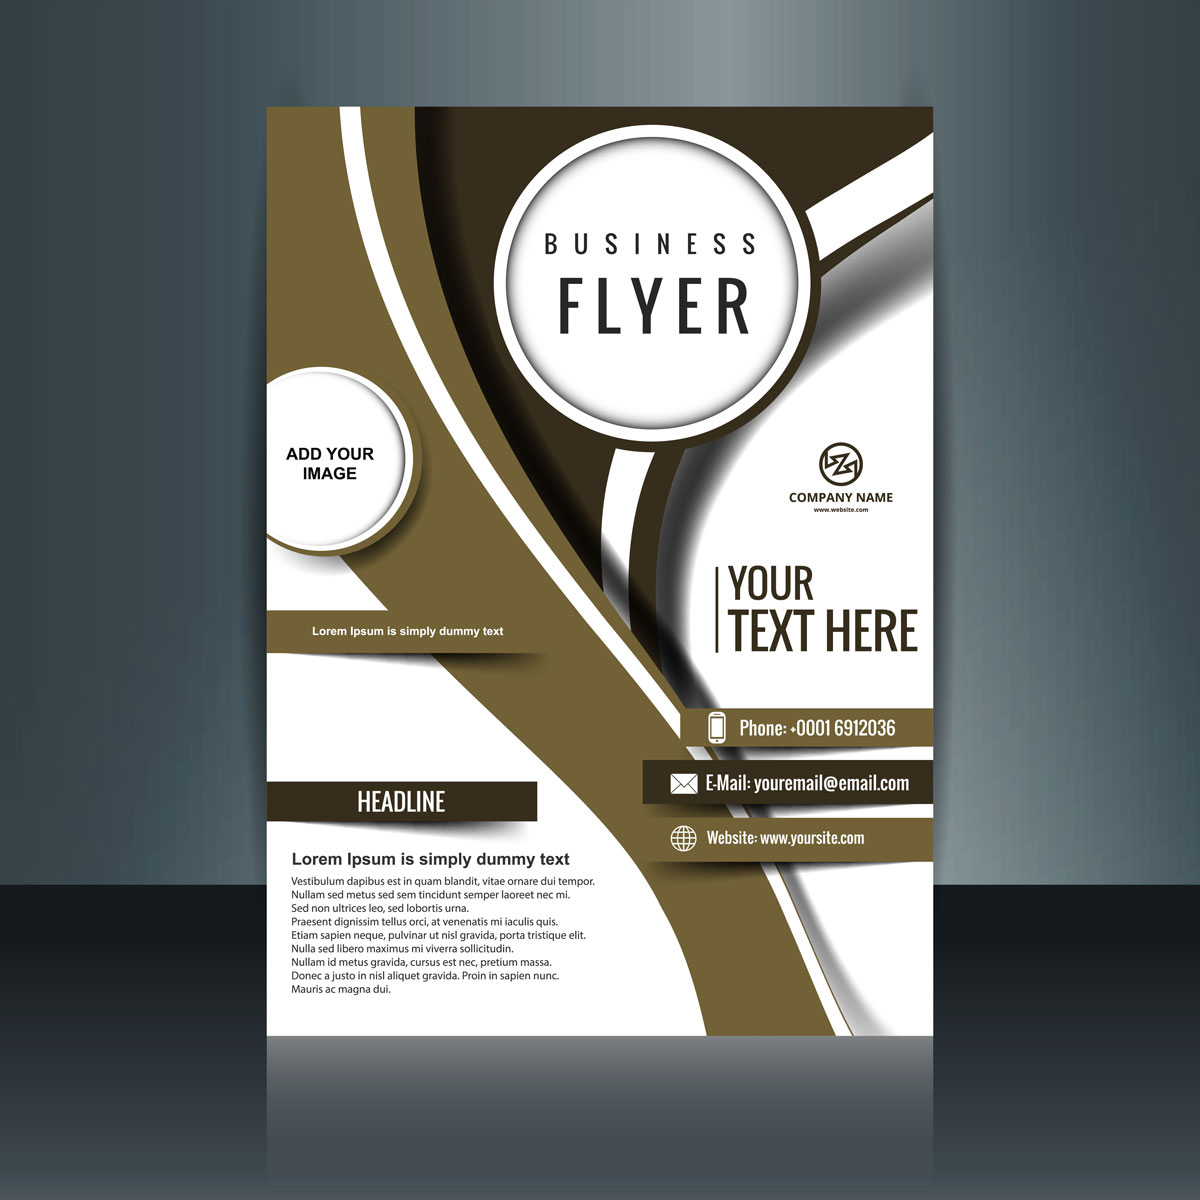 BUSINESS
FLYER
ADD YOUR
IMAGE
COMPANY NAME
www.website.com
YOUR
TEXT HERE
Lorem Ipsum is simply dummy text
Phone: +0001 6912036
E-Mail: youremail@email.com
Website: www.yoursite.com
HEADLINE
Lorem Ipsum is simply dummy text
Vestibulum dapibus est in quam blandit, vitae ornare dui tempor.
Nullam sed metus sed sem tincidunt semper laoreet nec mi.
Sed non ultrices leo, sed lobortis urna.
Praesent dignissim tellus orci, at venenatis mi iaculis quis.
Etiam sapien neque, pulvinar ut nisl gravida, porta tristique elit.
Nulla sed libero maximus mi viverra sollicitudin.
Nullam id metus gravida, cursus est nec, pretium massa.
Donec a justo in nisl aliquet gravida. Proin in sapien nunc.
Mauris ac magna dui.